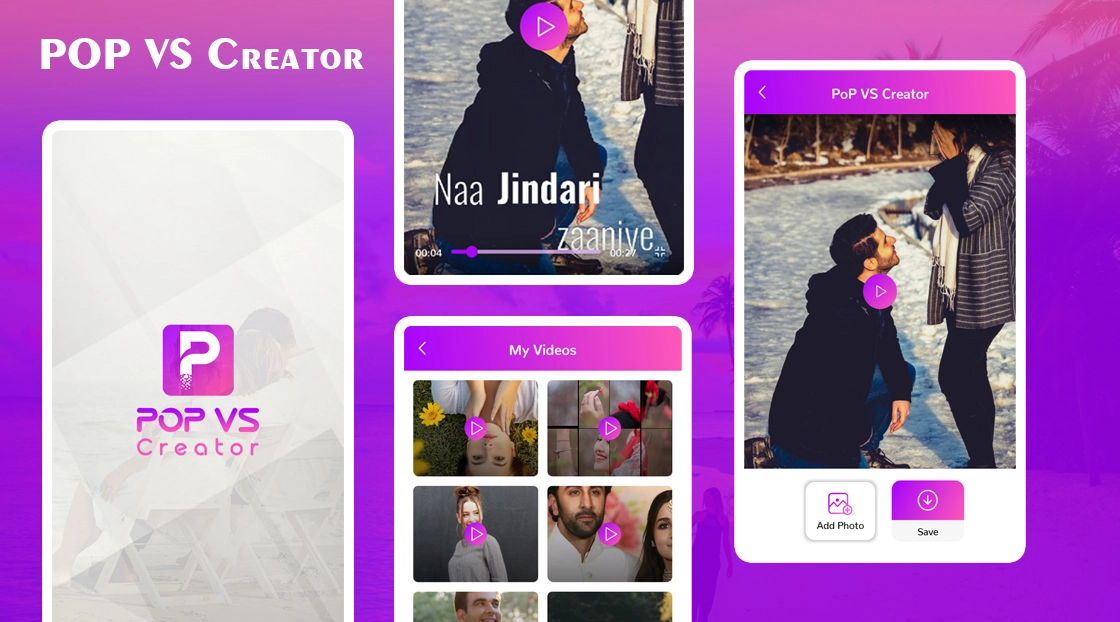 POP VS Creator
POP VS
Creator
Naa Jindari
zaaniye
00:04
00:27
My Videos
PoP VS Creator
Add Photo
Save